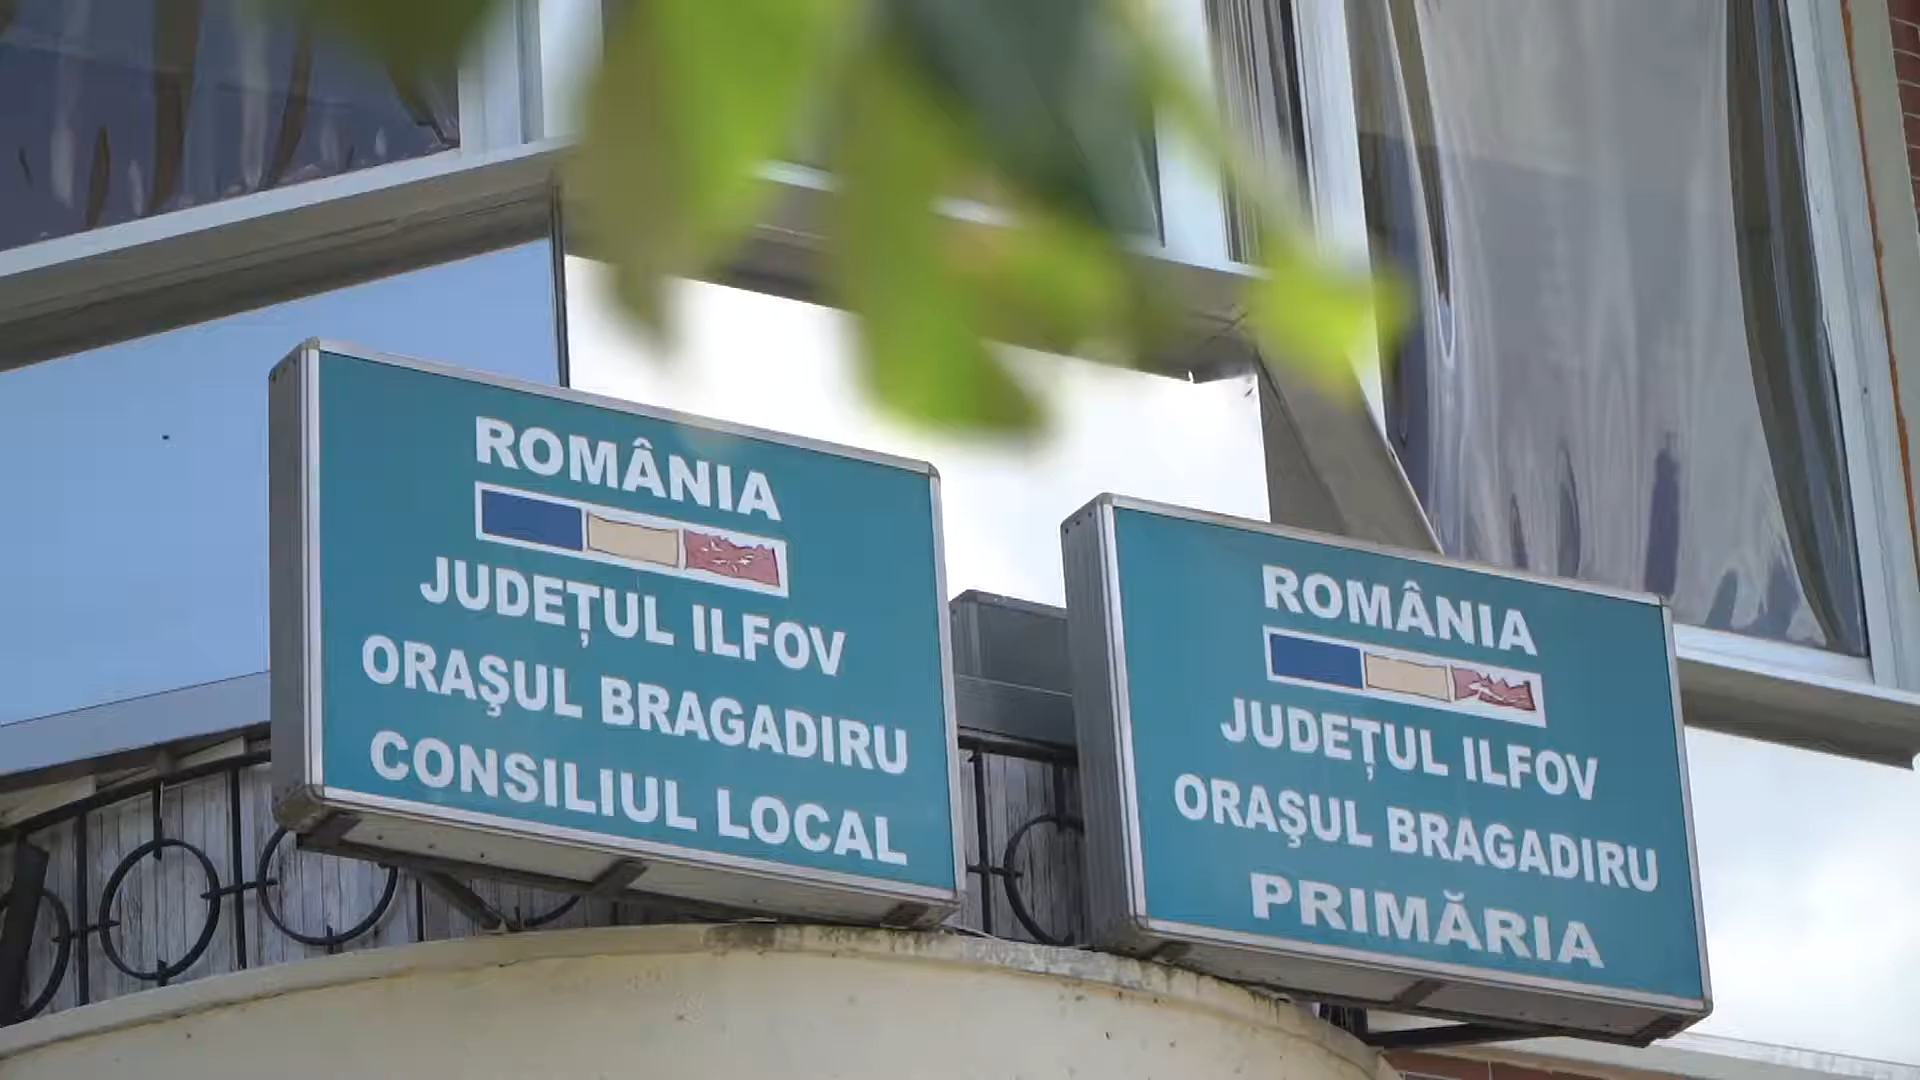 ROMÂNIA
JUDEȚUL ILFOV
ORAŞUL BRAGADIRU
CONSILIUL LOCAL
ROMÂNIA
JUDEȚUL ILFOV
ORAŞUL BRAGADIRU
PRIMĂRIA